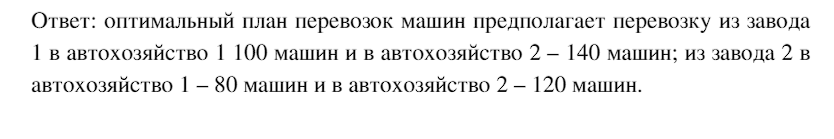 Ответ: оптимальный план перевозок машин предполагает перевозку из завода
1 в автохозяйство 1 100 машин и в автохозяйство 2 – 140 машин; из завода 2 в
автохозяйство 1 – 80 машин и в автохозяйство 2 – 120 машин.